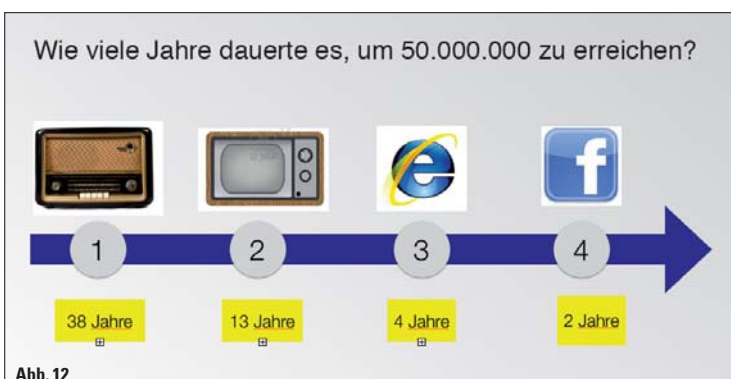 Wie viele Jahre dauerte es, um 50.000.000 zu erreichen?
1 2 3 4
38 Jahre 13 Jahre 4 Jahre 2 Jahre
Abb. 12